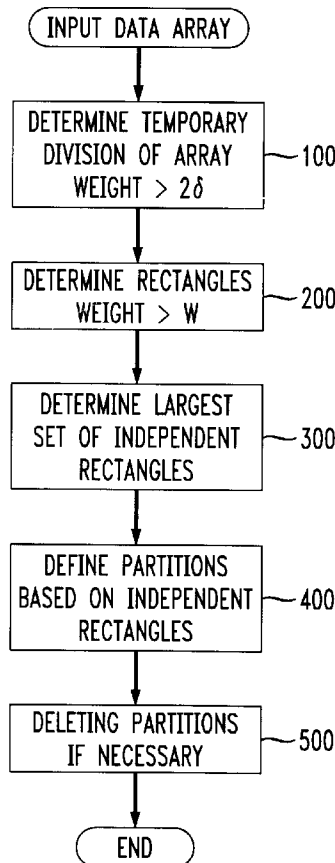 INPUT DATA ARRAY
DETERMINE TEMPORARY
DIVISION OF ARRAY
WEIGHT > 2δ
100
DETERMINE RECTANGLES
WEIGHT > W
200
DETERMINE LARGEST
SET OF INDEPENDENT
RECTANGLES
300
DEFINE PARTITIONS
BASED ON INDEPENDENT
RECTANGLES
400
DELETING PARTITIONS
IF NECESSARY
500
END